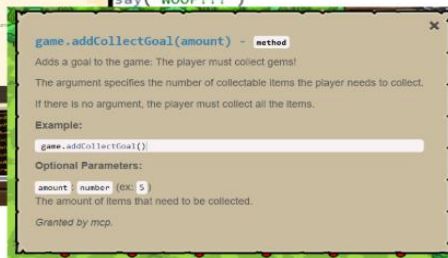 say("WOOF!!!")
×
game.addCollectGoal(amount) - method
Adds a goal to the game: The player must collect gems!
The argument specifies the number of collectable items the player needs to collect.
If there is no argument, the player must collect all the items.
Example:
game.addCollectGoal()
Optional Parameters:
amount: number (ex: 5)
The amount of items that need to be collected.
Granted by mcp.